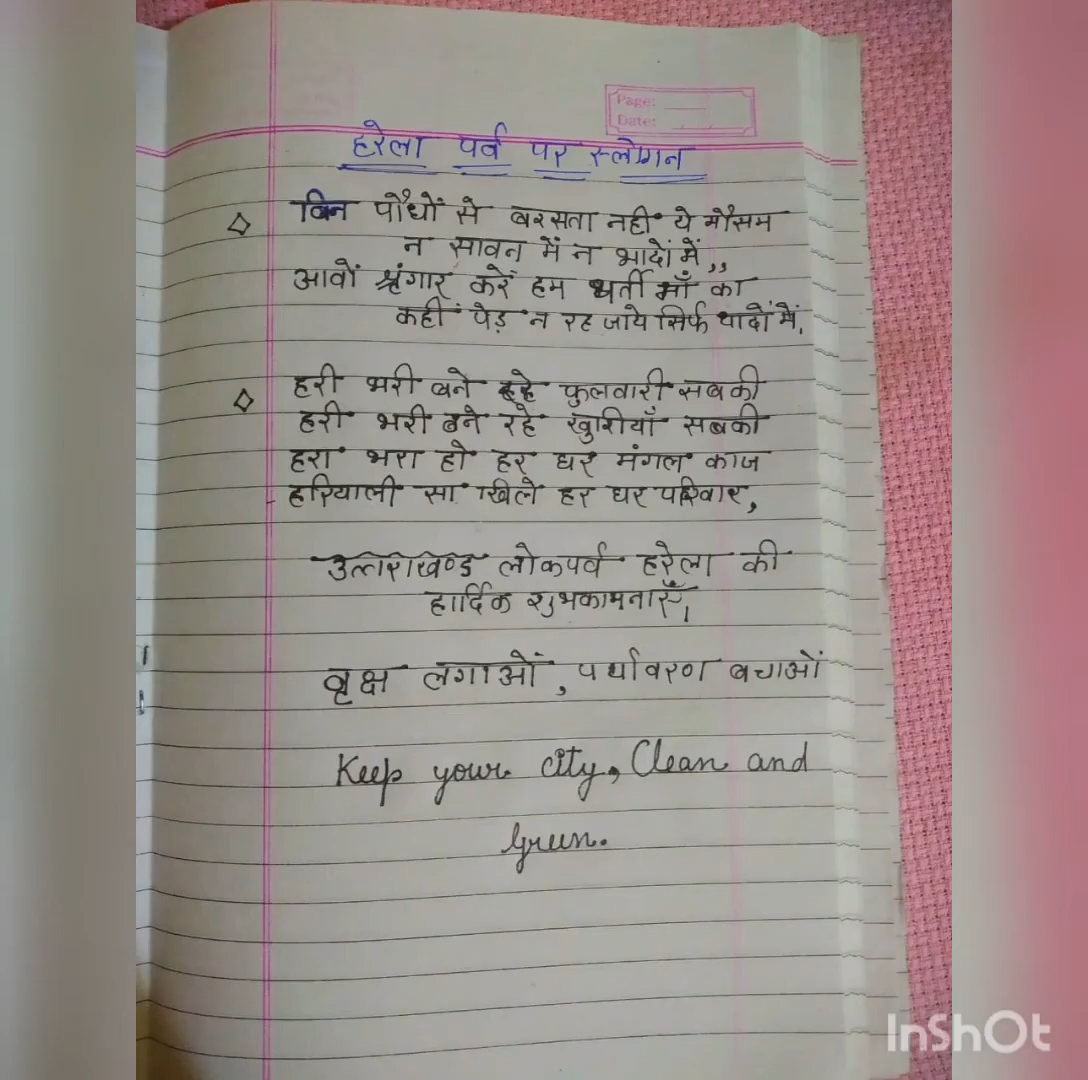 Page:
Date:
हरेला पर्व पर स्लोगन
बिन पौधों से बरसता नही ये मौसम
न सावन में न भादों में,,
आवों श्रृंगार करें हम धर्ती माँ का
कहीं पेड़ न रह जाये सिर्फ यादों में,
हरी भरी बने रहे फुलवारी सबकी
हरी भरी बने रहे खुशीयाँ सबकी
हरा भरा हो हर घर मंगल काज
हरियाली सा खिले हर घर परिवार,
उत्तराखण्ड लोकपर्व हरेला की
हार्दिक शुभकामनाएँ,
वृक्ष लगाओं, पर्यावरण बचाओं
Keep your city, Clean and
Green.
InShOt